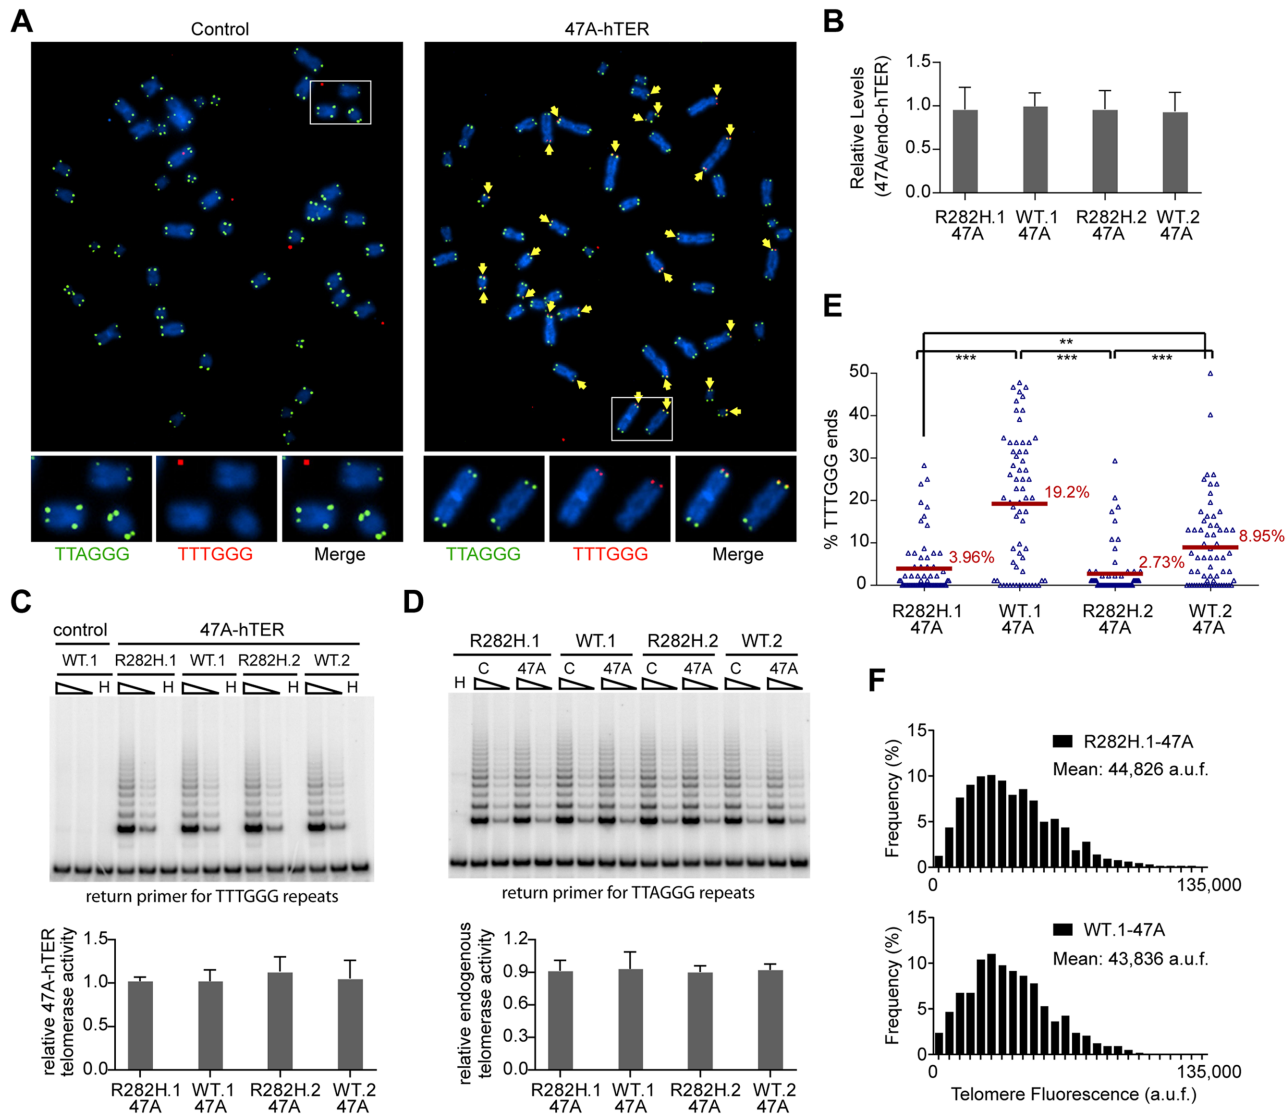 A
Control
47A-hTER
TTAGGG
TTTGGG
Merge
TTAGGG
TTTGGG
Merge
B
Relative Levels
(47A/endo-hTER)
1.5
1.0
0.5
0.0
R282H.1
47A
WT.1
47A
R282H.2
47A
WT.2
47A
C
control
47A-hTER
WT.1
R282H.1
WT.1
R282H.2
WT.2
H
H
H
H
H
return primer for TTTGGG repeats
relative 47A-hTER
telomerase activity
1.5
1.0
0.5
0.0
R282H.1
47A
WT.1
47A
R282H.2
47A
WT.2
47A
D
R282H.1
WT.1
R282H.2
WT.2
H
C
47A
C
47A
C
47A
C
47A
return primer for TTAGGG repeats
relative endogenous
telomerase activity
1.2
0.9
0.6
0.3
0.0
R282H.1
47A
WT.1
47A
R282H.2
47A
WT.2
47A
E
**
***
***
***
% TTTGGG ends
50
40
30
20
10
0
3.96%
19.2%
2.73%
8.95%
R282H.1
47A
WT.1
47A
R282H.2
47A
WT.2
47A
F
Frequency (%)
15
10
5
0
R282H.1-47A
Mean: 44,826 a.u.f.
0
135,000
Frequency (%)
15
10
5
0
WT.1-47A
Mean: 43,836 a.u.f.
0
135,000
Telomere Fluorescence (a.u.f.)